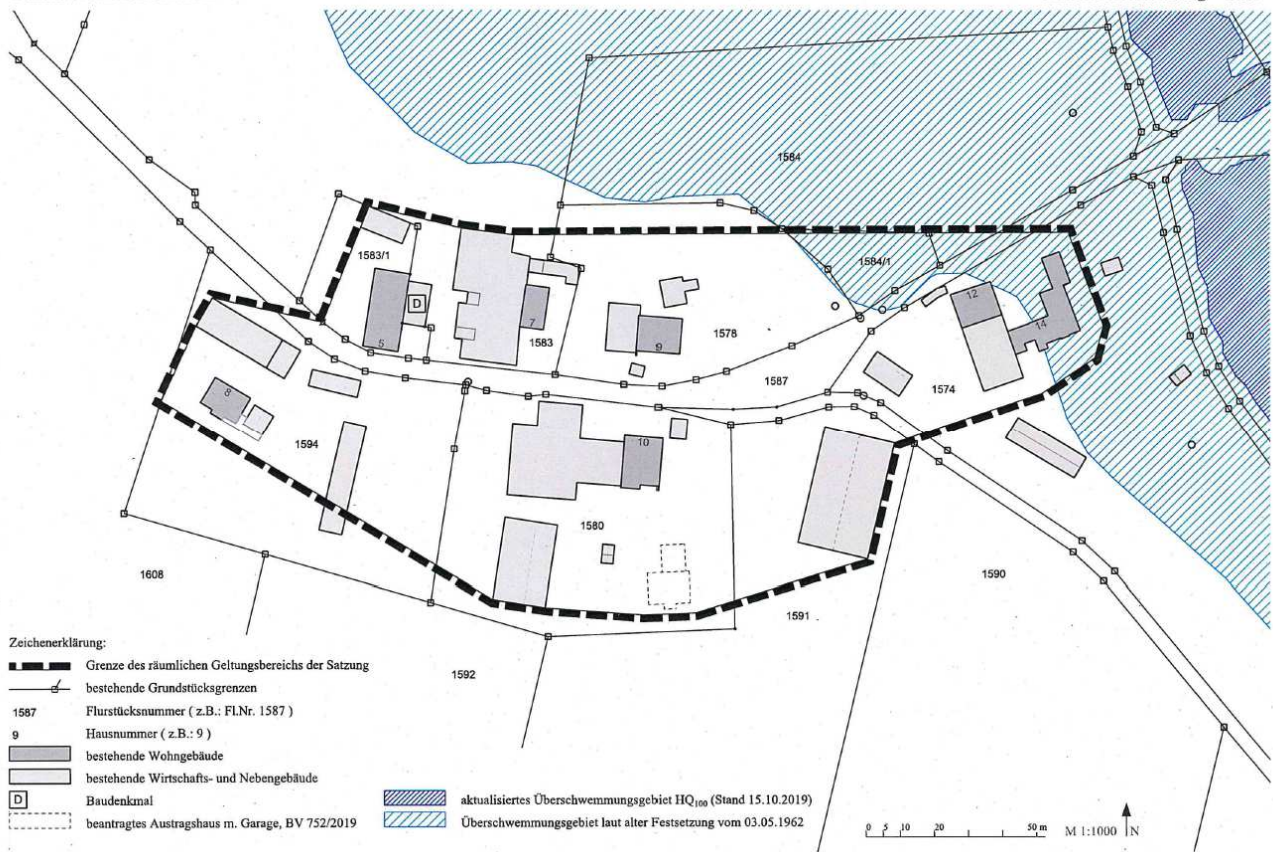 1584
1583/1
1584/1
D
5
7
1583
9
1578
12
14
1587
1574
8
1594
10
1580
1608
1590
1591
1592
Zeichenerklärung:
Grenze des räumlichen Geltungsbereichs der Satzung
bestehende Grundstücksgrenzen
1587 Flurstücksnummer ( z.B.: Fl.Nr. 1587 )
9 Hausnummer ( z.B.: 9 )
bestehende Wohngebäude
bestehende Wirtschafts- und Nebengebäude
D Baudenkmal
beantragtes Austragshaus m. Garage, BV 752/2019
aktualisiertes Überschwemmungsgebiet HQ100 (Stand 15.10.2019)
Überschwemmungsgebiet laut alter Festsetzung vom 03.05.1962
0 5 10 20 50 m M 1:1000 N